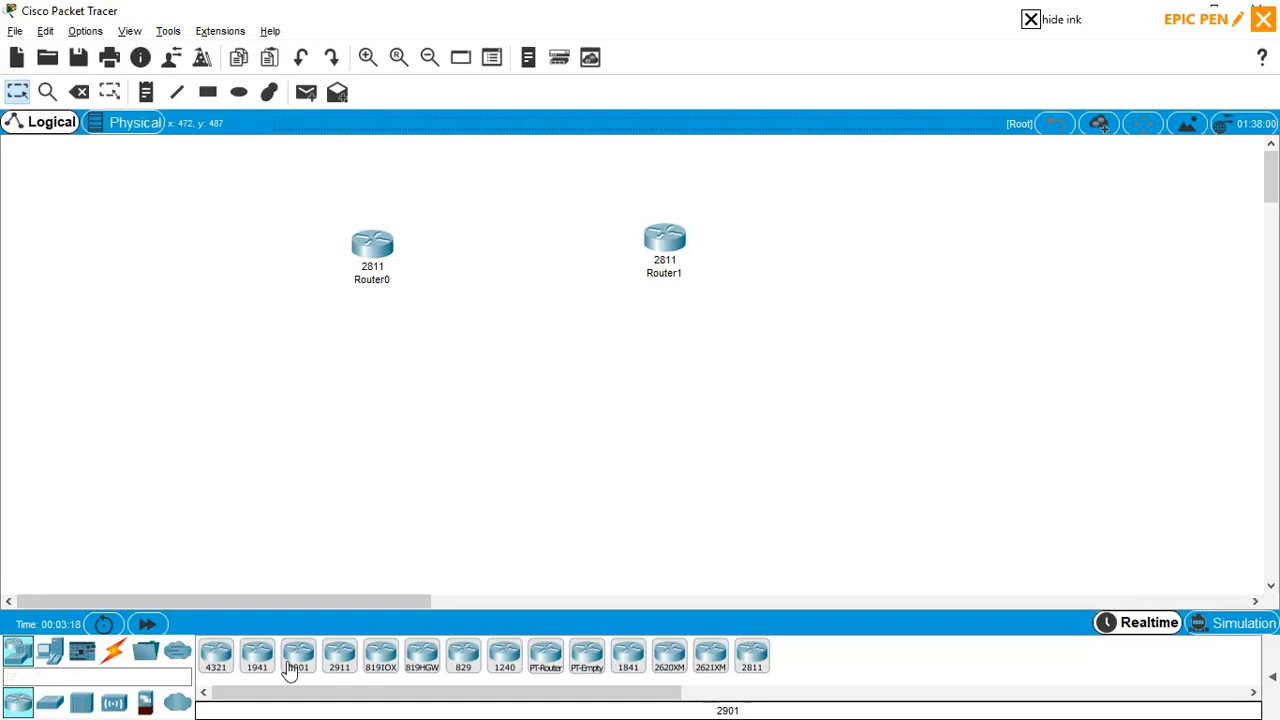 Cisco Packet Tracer
hide ink
EPIC PEN
File Edit Options View Tools Extensions Help
Logical
Physical
x: 472, y: 487
[Root]
01:38:00
2811
Router0
2811
Router1
Time: 00:03:18
Realtime
Simulation
4321 1941 2911 819IOX 819HGW 829 1240 PT-Router PT-Empty 1841 2620XM 2621XM 2811
2901